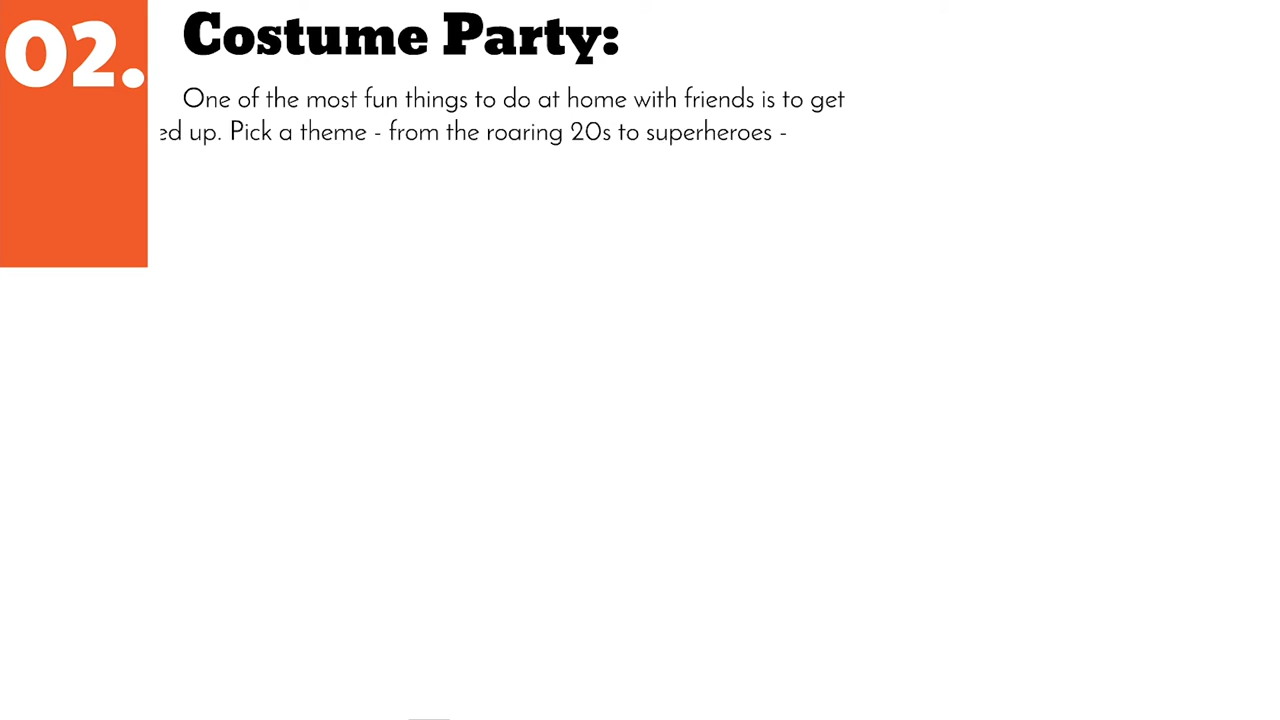 02.
Costume Party:
One of the most fun things to do at home with friends is to get
ed up. Pick a theme - from the roaring 20s to superheroes -